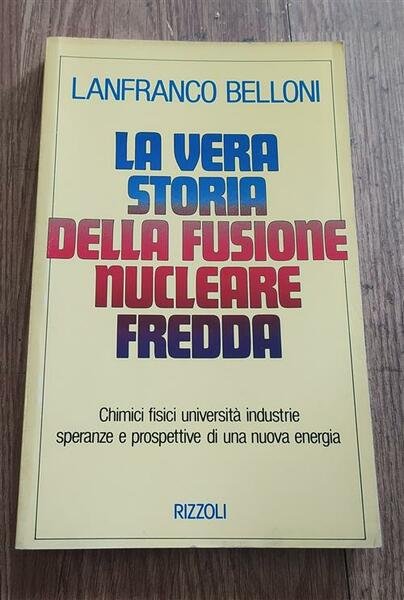 LANFRANCO BELLONI
LA VERA
STORIA
DELLA FUSIONE
NUCLEARE
FREDDA
Chimici fisici università industrie
speranze e prospettive di una nuova energia
RIZZOLI